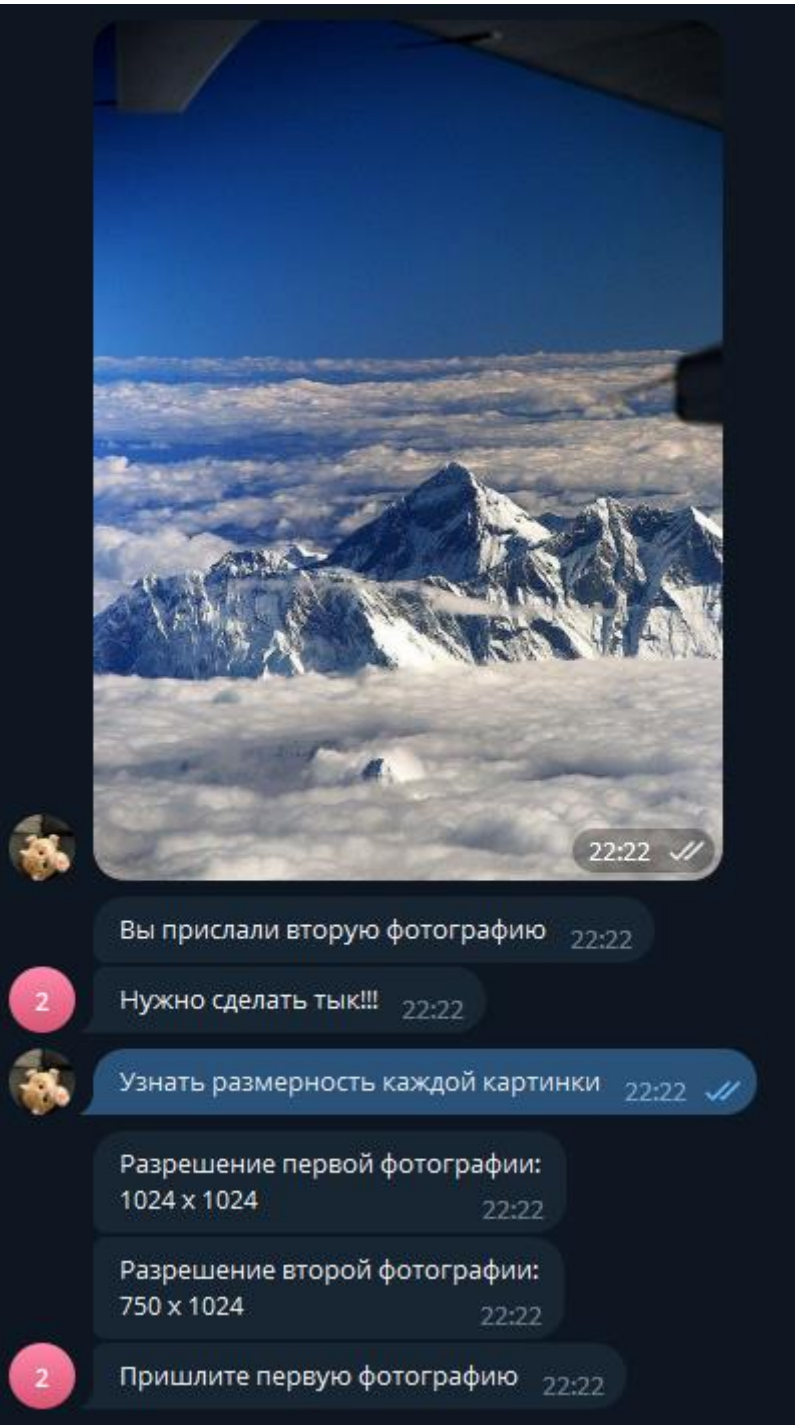 22:22
Вы прислали вторую фотографию 22:22
2
Нужно сделать тык!!! 22:22
Узнать размерность каждой картинки 22:22
Разрешение первой фотографии:
1024 x 1024 22:22
Разрешение второй фотографии:
750 x 1024 22:22
2
Пришлите первую фотографию 22:22